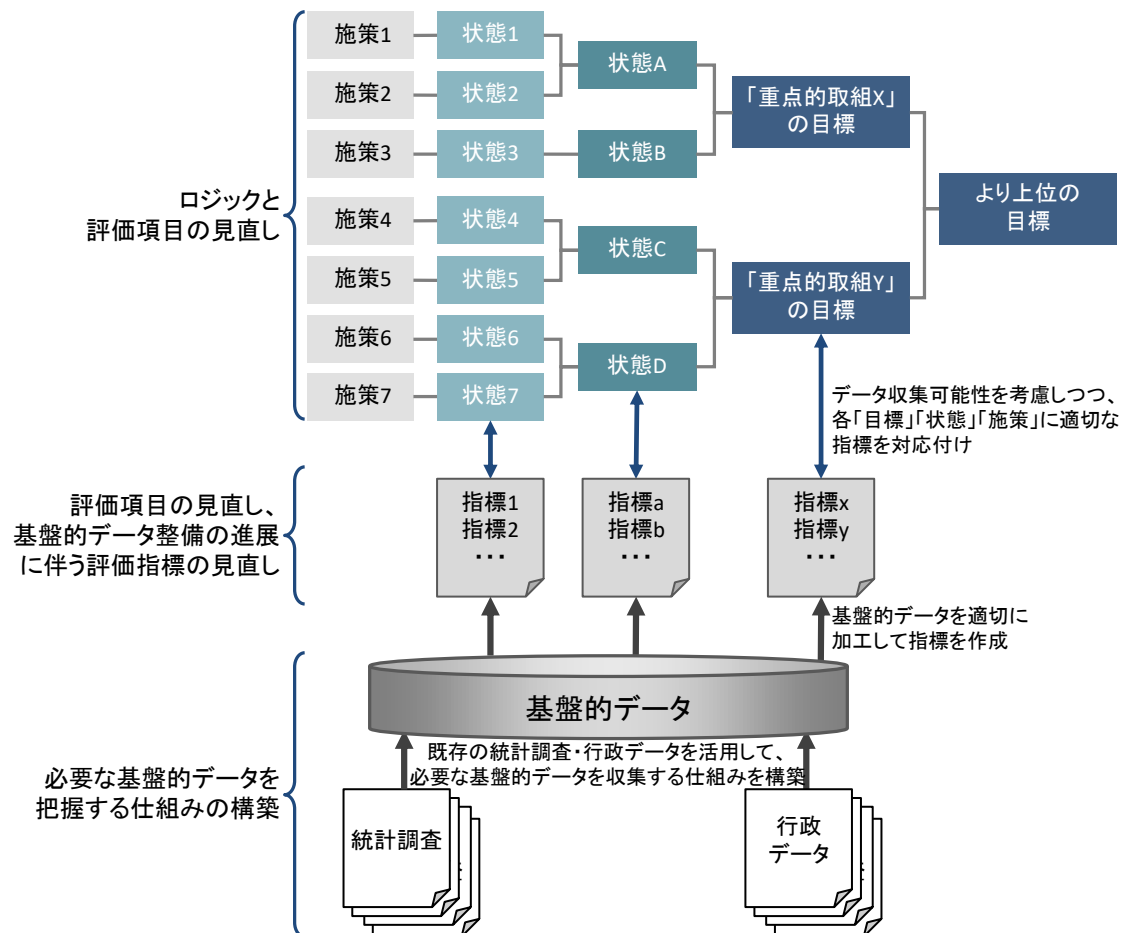 施策1
状態1
施策2
状態2
状態A
施策3
状態3
状態B
「重点的取組X」
の目標
ロジックと
評価項目の見直し
施策4
状態4
施策5
状態5
状態C
施策6
状態6
施策7
状態7
状態D
「重点的取組Y」
の目標
より上位の
目標
データ収集可能性を考慮しつつ、
各「目標」「状態」「施策」に適切な
指標を対応付け
評価項目の見直し、
基盤的データ整備の進展
に伴う評価指標の見直し
指標1
指標2
・・・
指標a
指標b
・・・
指標x
指標y
・・・
基盤的データを適切に
加工して指標を作成
基盤的データ
既存の統計調査・行政データを活用して、
必要な基盤的データを収集する仕組みを構築
必要な基盤的データを
把握する仕組みの構築
統計調査
行政
データ